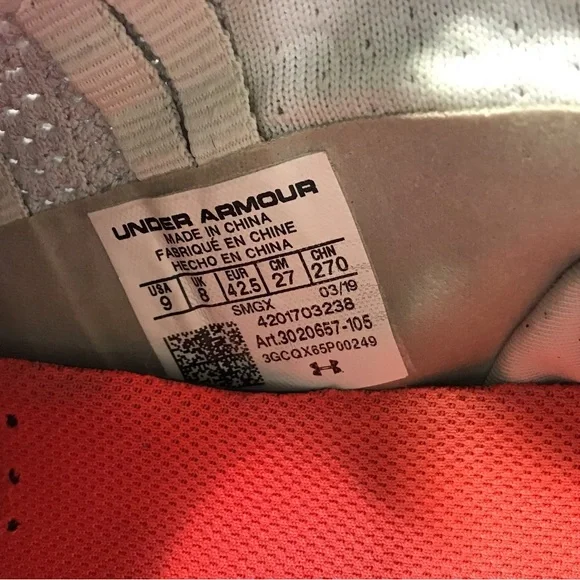 UNDER ARMOUR
MADE IN CHINA
FABRIQUÉ EN CHINE
HECHO EN CHINA
USA UK EUR CM CHN
9 8 42.5 27 270
SMGX 03/19
4201703238
Art.3020657-105
3GCQX65P00249